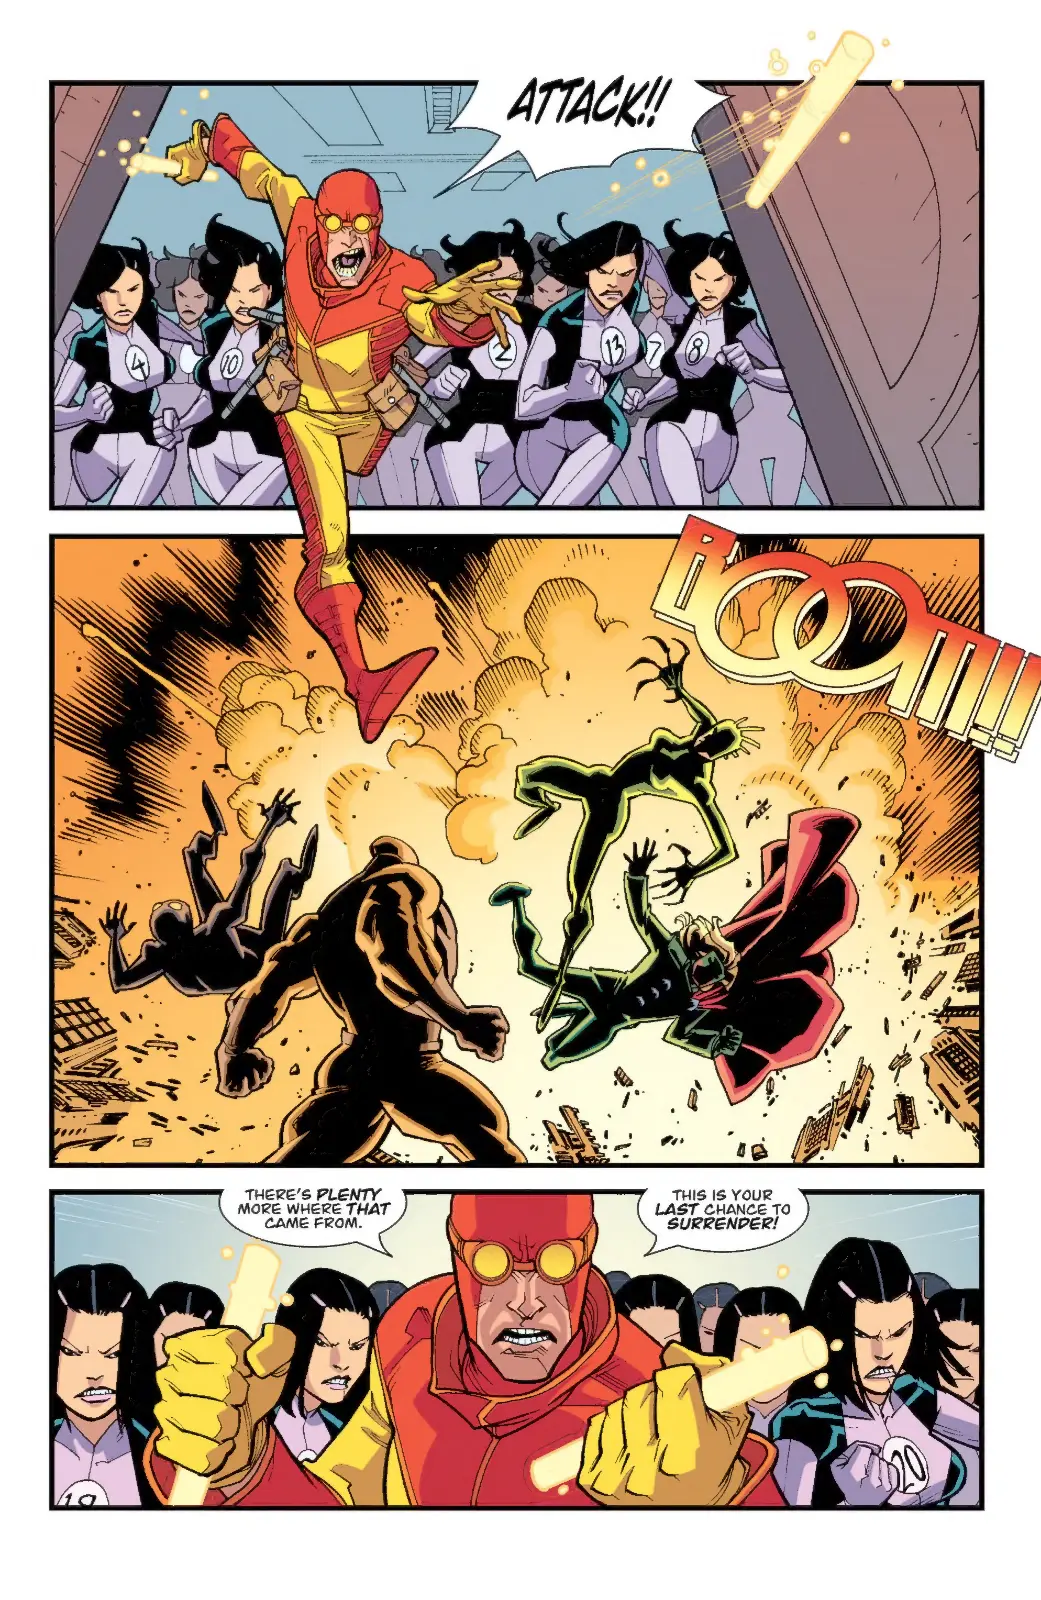 ATTACK!!
4
10
2
13
7
8
BOOM!!!
THERE'S PLENTY
MORE WHERE THAT
CAME FROM.
THIS IS YOUR
LAST CHANCE TO
SURRENDER!
18
20